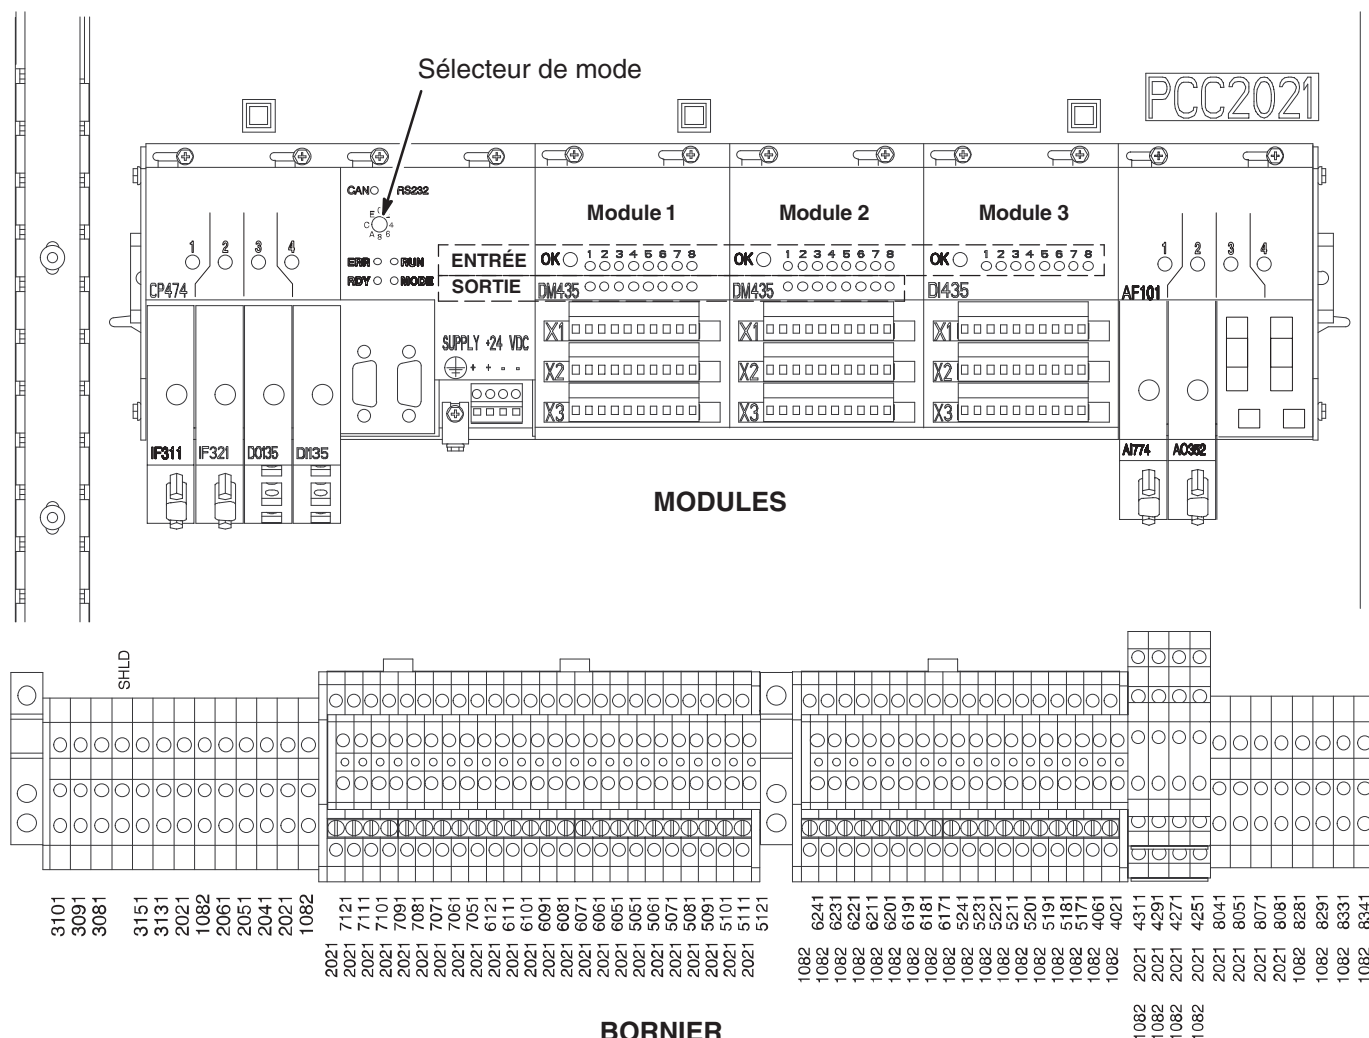 Sélecteur de mode
PCC2021
CAN RS232
E 0
C 4
A 8 6
Module 1 Module 2 Module 3
1 2 3 4
ERR RUN
RDY MODE
ENTRÉE
SORTIE
OK 1 2 3 4 5 6 7 8
OK 1 2 3 4 5 6 7 8
OK 1 2 3 4 5 6 7 8
1 2 3 4
CP474
DM435
DM435
DI435
AF101
SUPPLY +24 VDC
+ + - -
X1 X1 X1
X2 X2 X2
X3 X3 X3
IF311 IF321 DO135 DI135
AI774 AO352
MODULES
SHLD
3101 3091 3081 3151 3131 2021 1082 2061 2051 2041 2021 1082
7121 7111 7101 7091 7081 7071 7061 7051 6121 6111 6101 6091 6081 6071 6061 6051 5051 5061 5071 5081 5091 5101 5111 5121
2021 2021 2021 2021 2021 2021 2021 2021 2021 2021 2021 2021 2021 2021 2021 2021 2021 2021 2021 2021 2021 2021 2021 2021
6241 6231 6221 6211 6201 6191 6181 6171 5241 5231 5221 5211 5201 5191 5181 5171 4061 4021
1082 1082 1082 1082 1082 1082 1082 1082 1082 1082 1082 1082 1082 1082 1082 1082 1082 1082
4311 4291 4271 4251 8041 8051 8071 8081 8281 8291 8331 8341
2021 2021 2021 2021 2021 2021 2021 2021 1082 1082 1082 1082
1082 1082 1082 1082
BORNIER